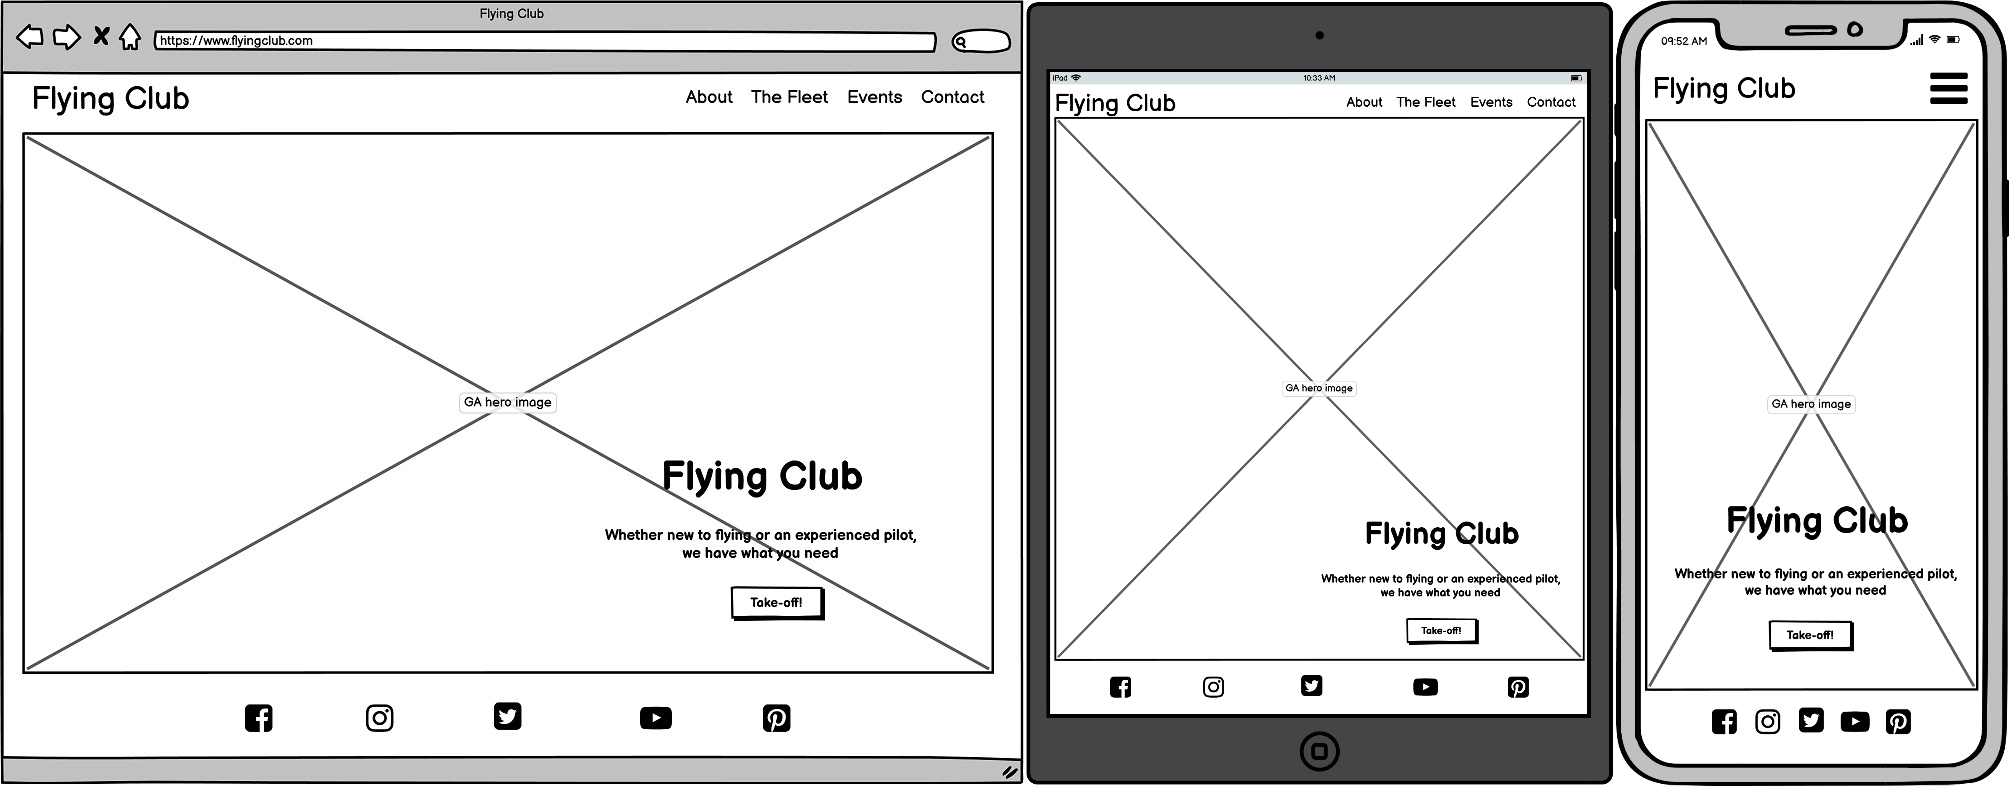 Flying Club
https://www.flyingclub.com
Flying Club
About The Fleet Events Contact
GA hero image
Flying Club
Whether new to flying or an experienced pilot,
we have what you need
Take-off!
iPad 10:33 AM
Flying Club
About The Fleet Events Contact
GA hero image
Flying Club
Whether new to flying or an experienced pilot,
we have what you need
Take-off!
09:52 AM
Flying Club
GA hero image
Flying Club
Whether new to flying or an experienced pilot,
we have what you need
Take-off!